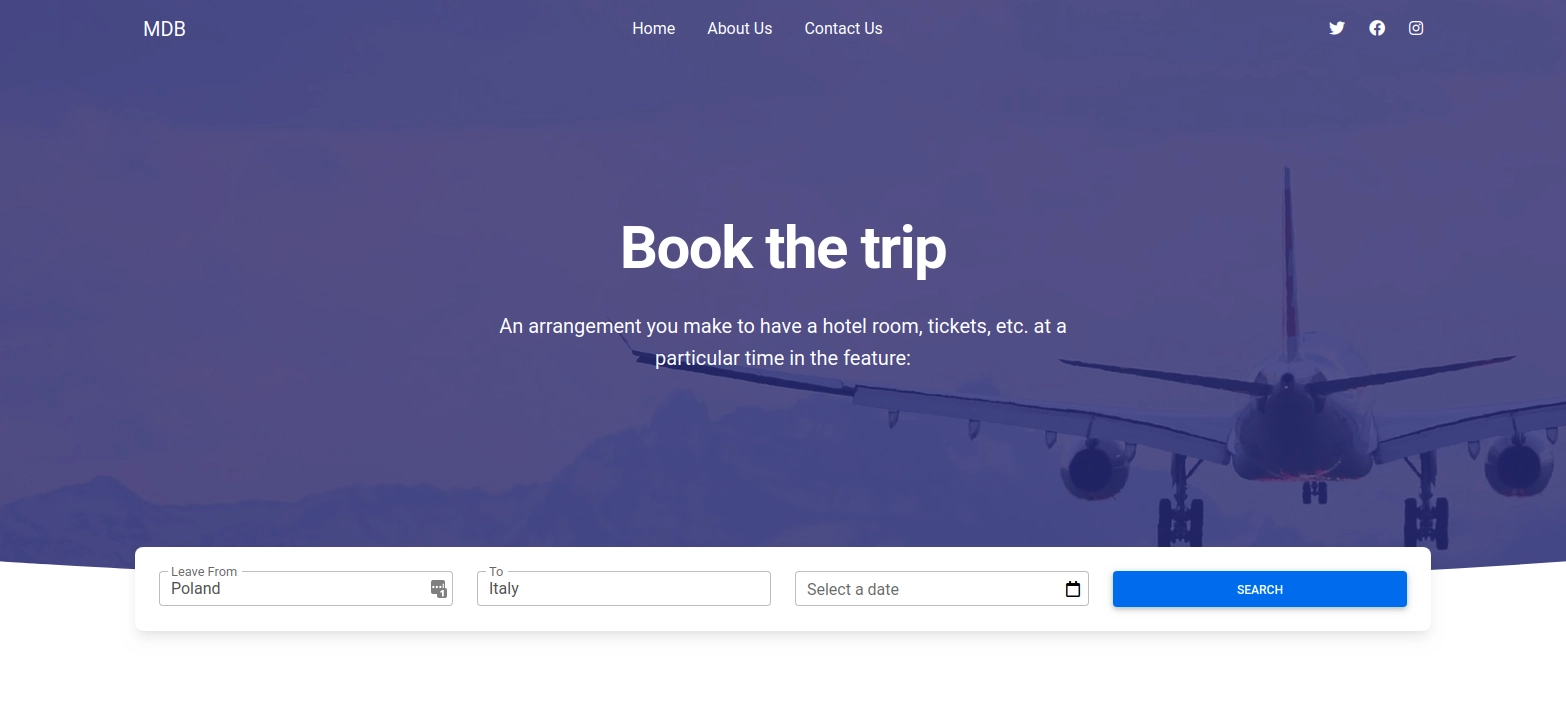 MDB
Home
About Us
Contact Us
Book the trip
An arrangement you make to have a hotel room, tickets, etc. at a
particular time in the feature:
Leave From
Poland
To
Italy
Select a date
SEARCH